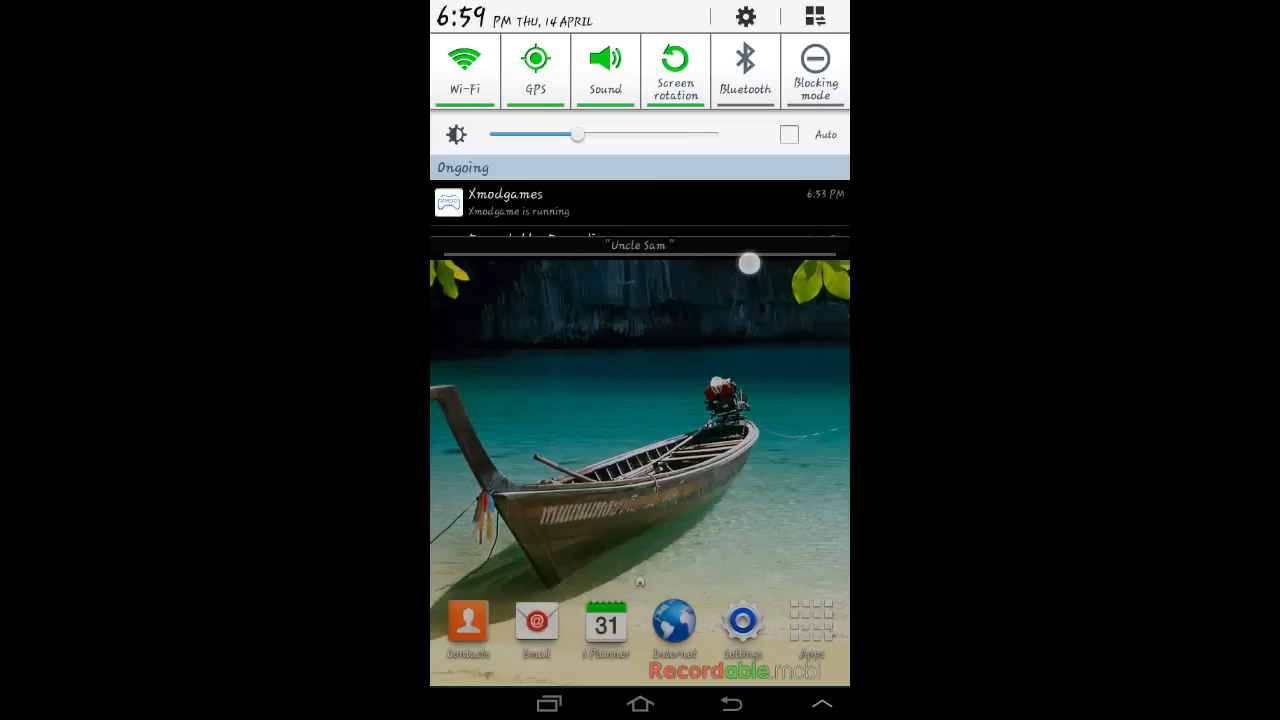 6:59 PM THU, 14 APRIL
Wi-Fi
GPS
Sound
Screen
rotation
Bluetooth
Blocking
mode
Auto
Ongoing
Xmodgames
6:53 PM
XMOD
Xmodgame is running
"Uncle Sam"
@
31
Contacts
Email
S Planner
Internet
Settings
Apps
Recordable.mobi